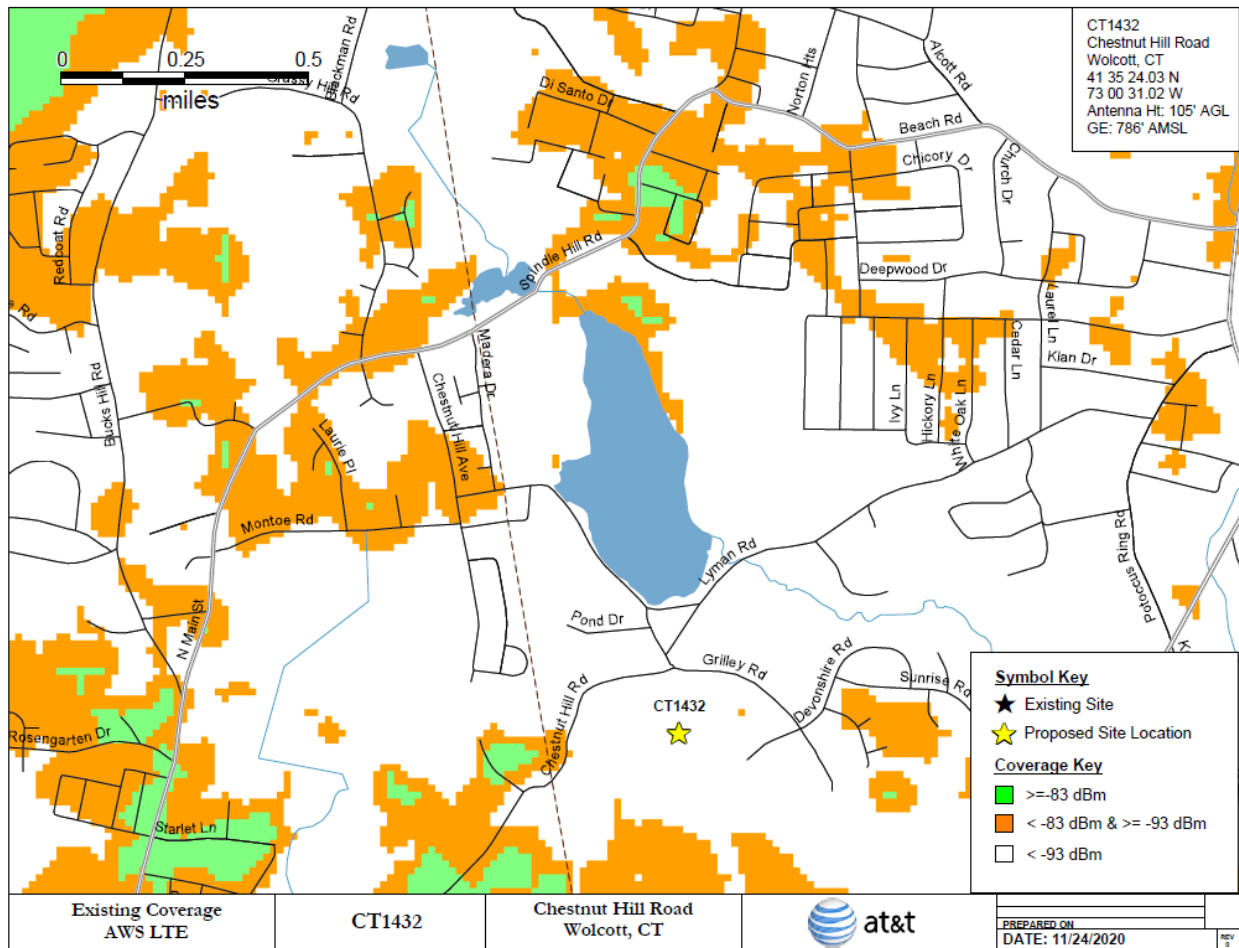 CT1432
Chestnut Hill Road
Wolcott, CT
41 35 24.03 N
73 00 31.02 W
Antenna Ht: 105' AGL
GE: 786' AMSL
0 0.25 0.5
miles
Grassy Hill Rd
Blackman Rd
Di Santo Dr
Norton Hts
Alcott Rd
Beach Rd
Chicory Dr
Church Dr
Redcoat Rd
Spindle Hill Rd
Deepwood Dr
Laurel Ln
e Rd
Bucks Hill Rd
Madera Dr
Chestnut Hill Ave
Laurie Pl
Cedar Ln
Kian Dr
Ivy Ln
Hickory Ln
White Oak Ln
Montoe Rd
Lyman Rd
Potoccus Ring Rd
Pond Dr
N Main St
Grilley Rd
Devonshire Rd
Sunrise Rd
Chestnut Hill Rd
CT1432
Rosengarten Dr
Starlet Ln
Symbol Key
Existing Site
Proposed Site Location
Coverage Key
>=-83 dBm
< -83 dBm & >= -93 dBm
< -93 dBm
Existing Coverage
AWS LTE
CT1432
Chestnut Hill Road
Wolcott, CT
at&t
PREPARED ON
DATE: 11/24/2020
REV
0